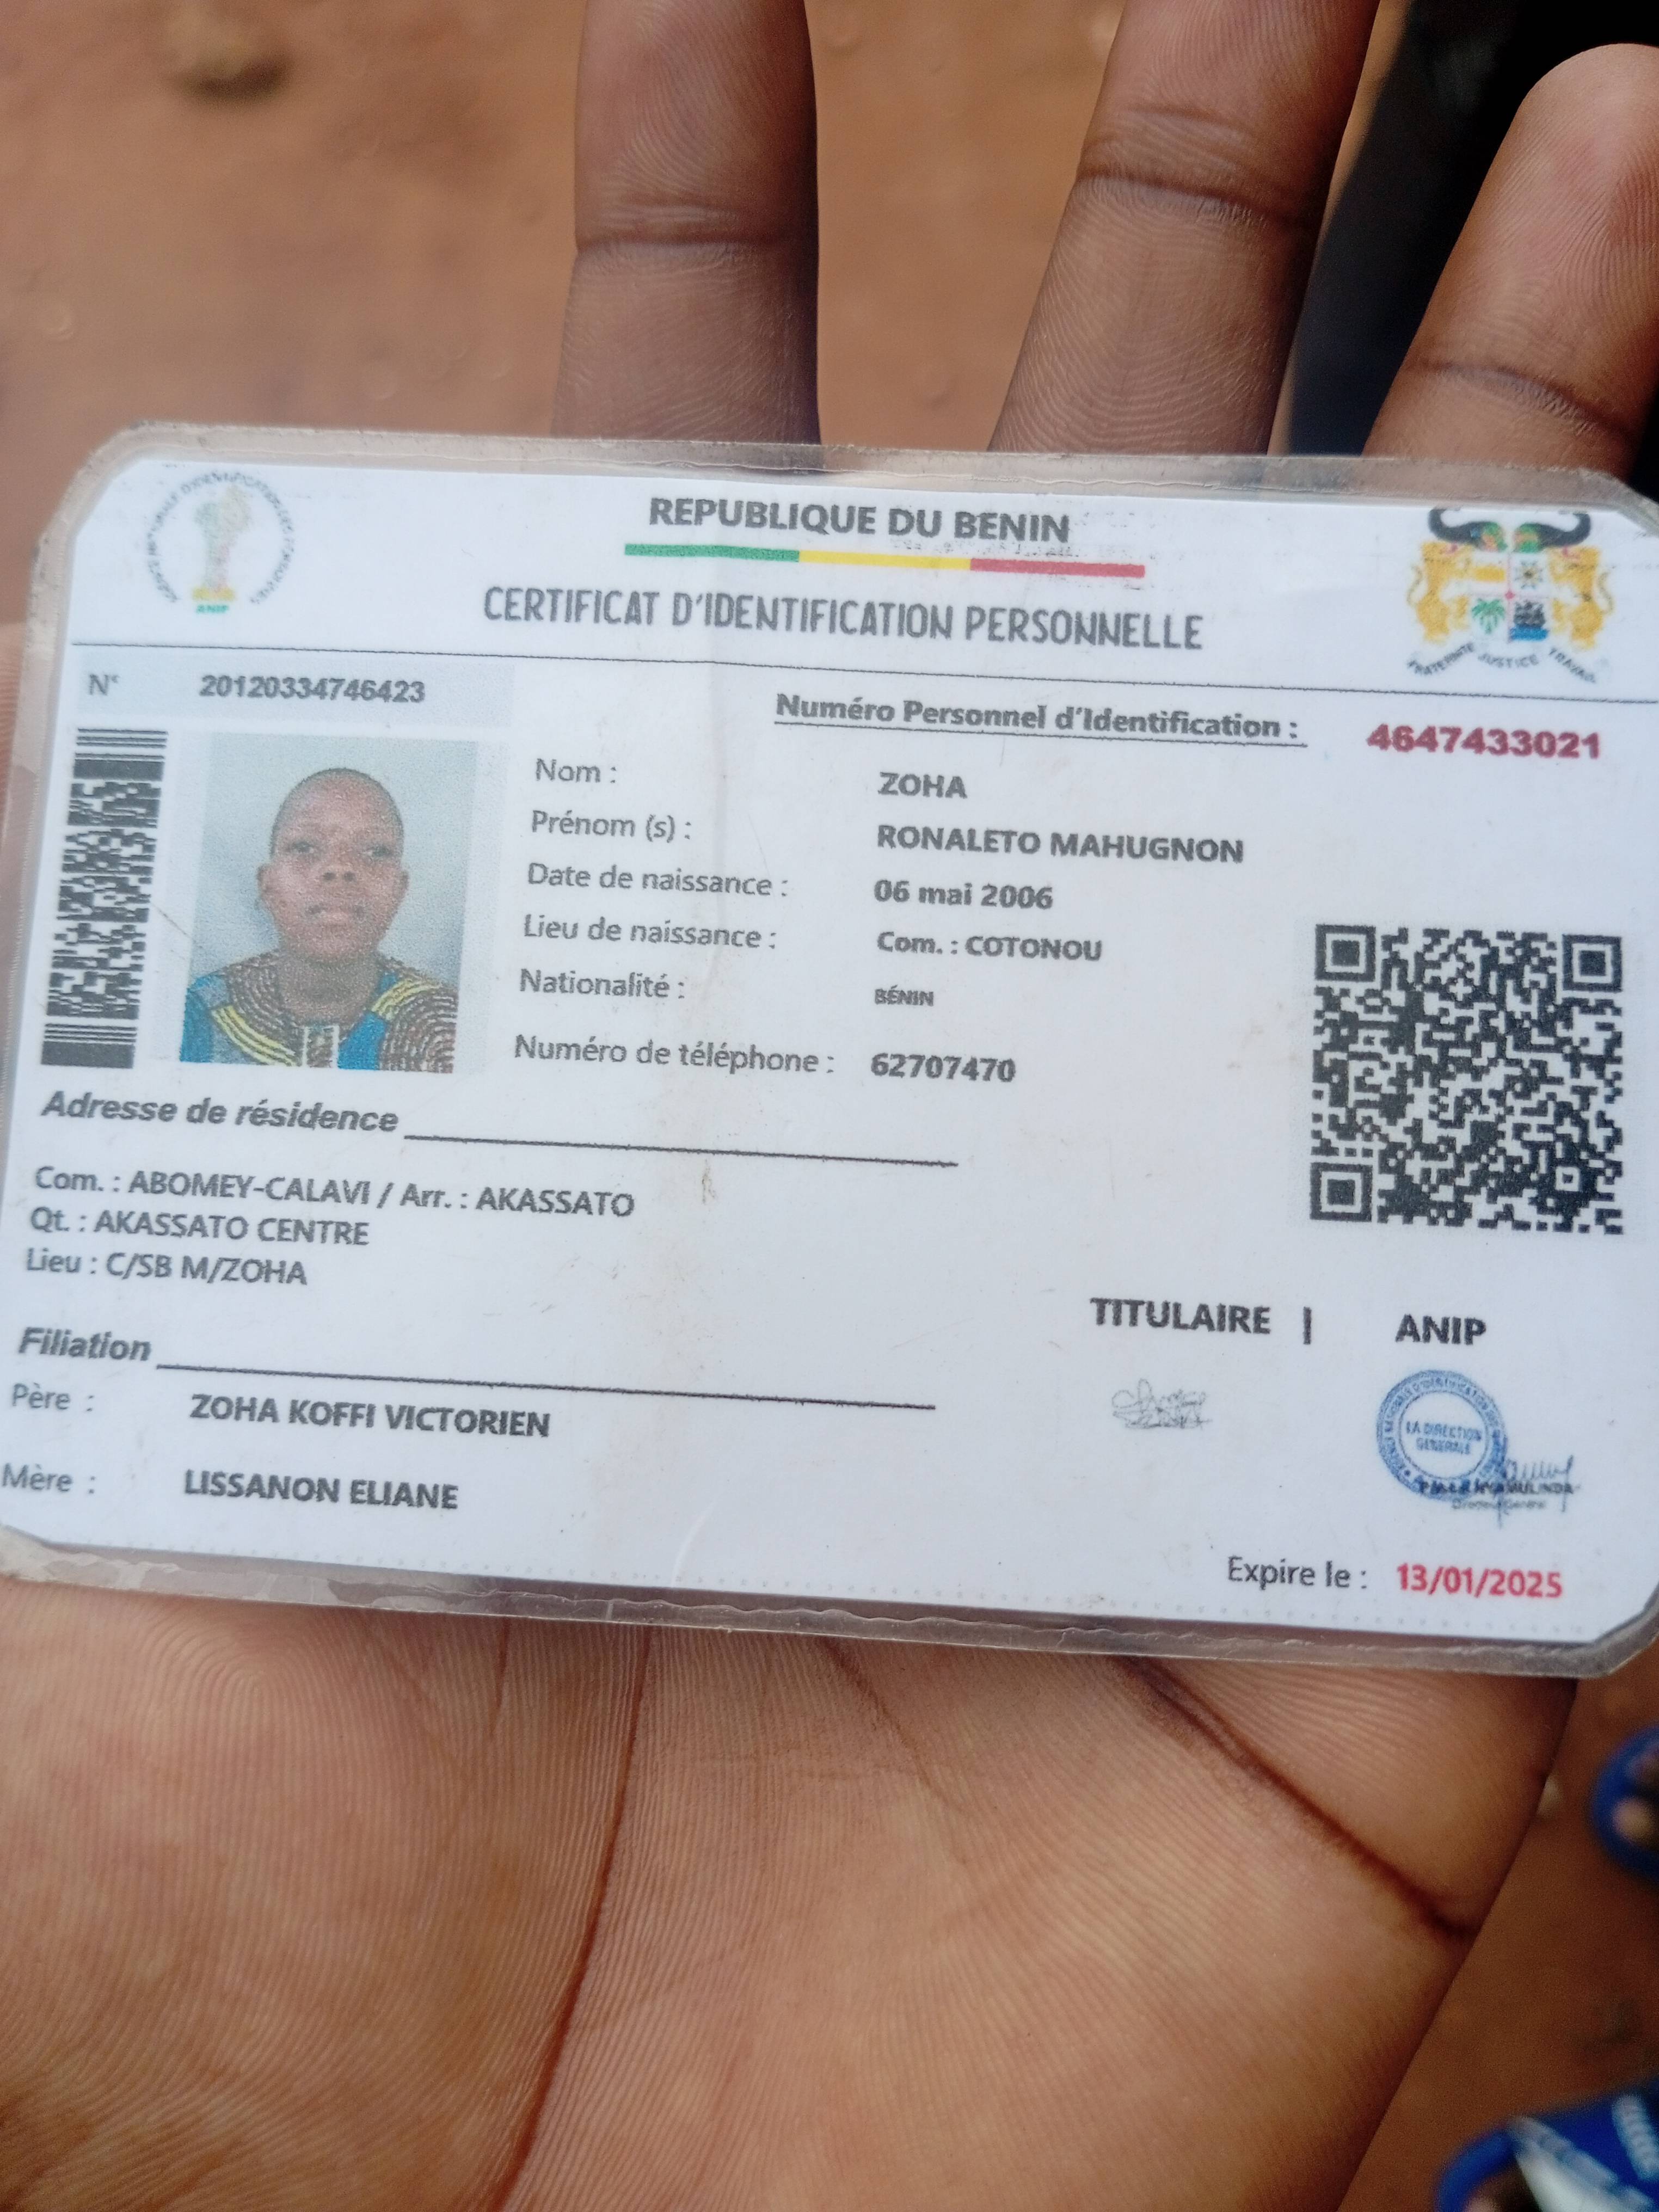 REPUBLIQUE DU BENIN
CERTIFICAT D'IDENTIFICATION PERSONNELLE
ANIP
FRATERNITE JUSTICE TRAVAIL
N° 20120334746423
Numéro Personnel d'Identification : 4647433021
Nom : ZOHA
Prénom (s) : RONALETO MAHUGNON
Date de naissance : 06 mai 2006
Lieu de naissance : Com. : COTONOU
Nationalité : BÉNIN
Numéro de téléphone : 62707470
Adresse de résidence
Com. : ABOMEY-CALAVI / Arr. : AKASSATO
Qt. : AKASSATO CENTRE
Lieu : C/SB M/ZOHA
Filiation
Père : ZOHA KOFFI VICTORIEN
Mère : LISSANON ELIANE
TITULAIRE | ANIP
LA DIRECTION
GENERALE
Expire le : 13/01/2025